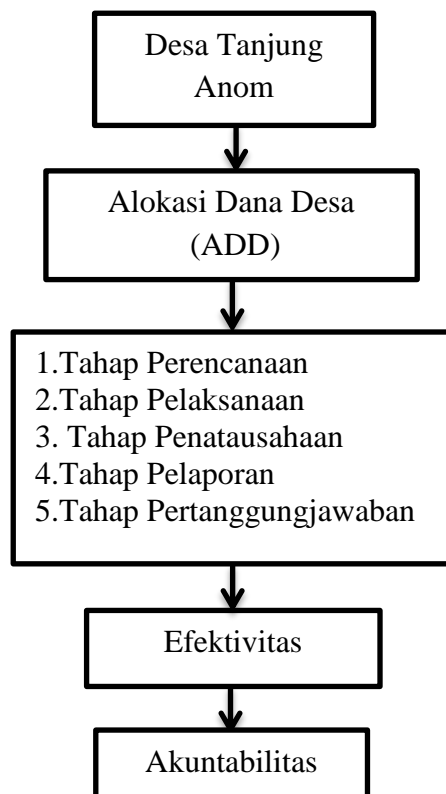 Desa Tanjung
Anom
Alokasi Dana Desa
(ADD)
1.Tahap Perencanaan
2.Tahap Pelaksanaan
3. Tahap Penatausahaan
4.Tahap Pelaporan
5.Tahap Pertanggungjawaban
Efektivitas
Akuntabilitas